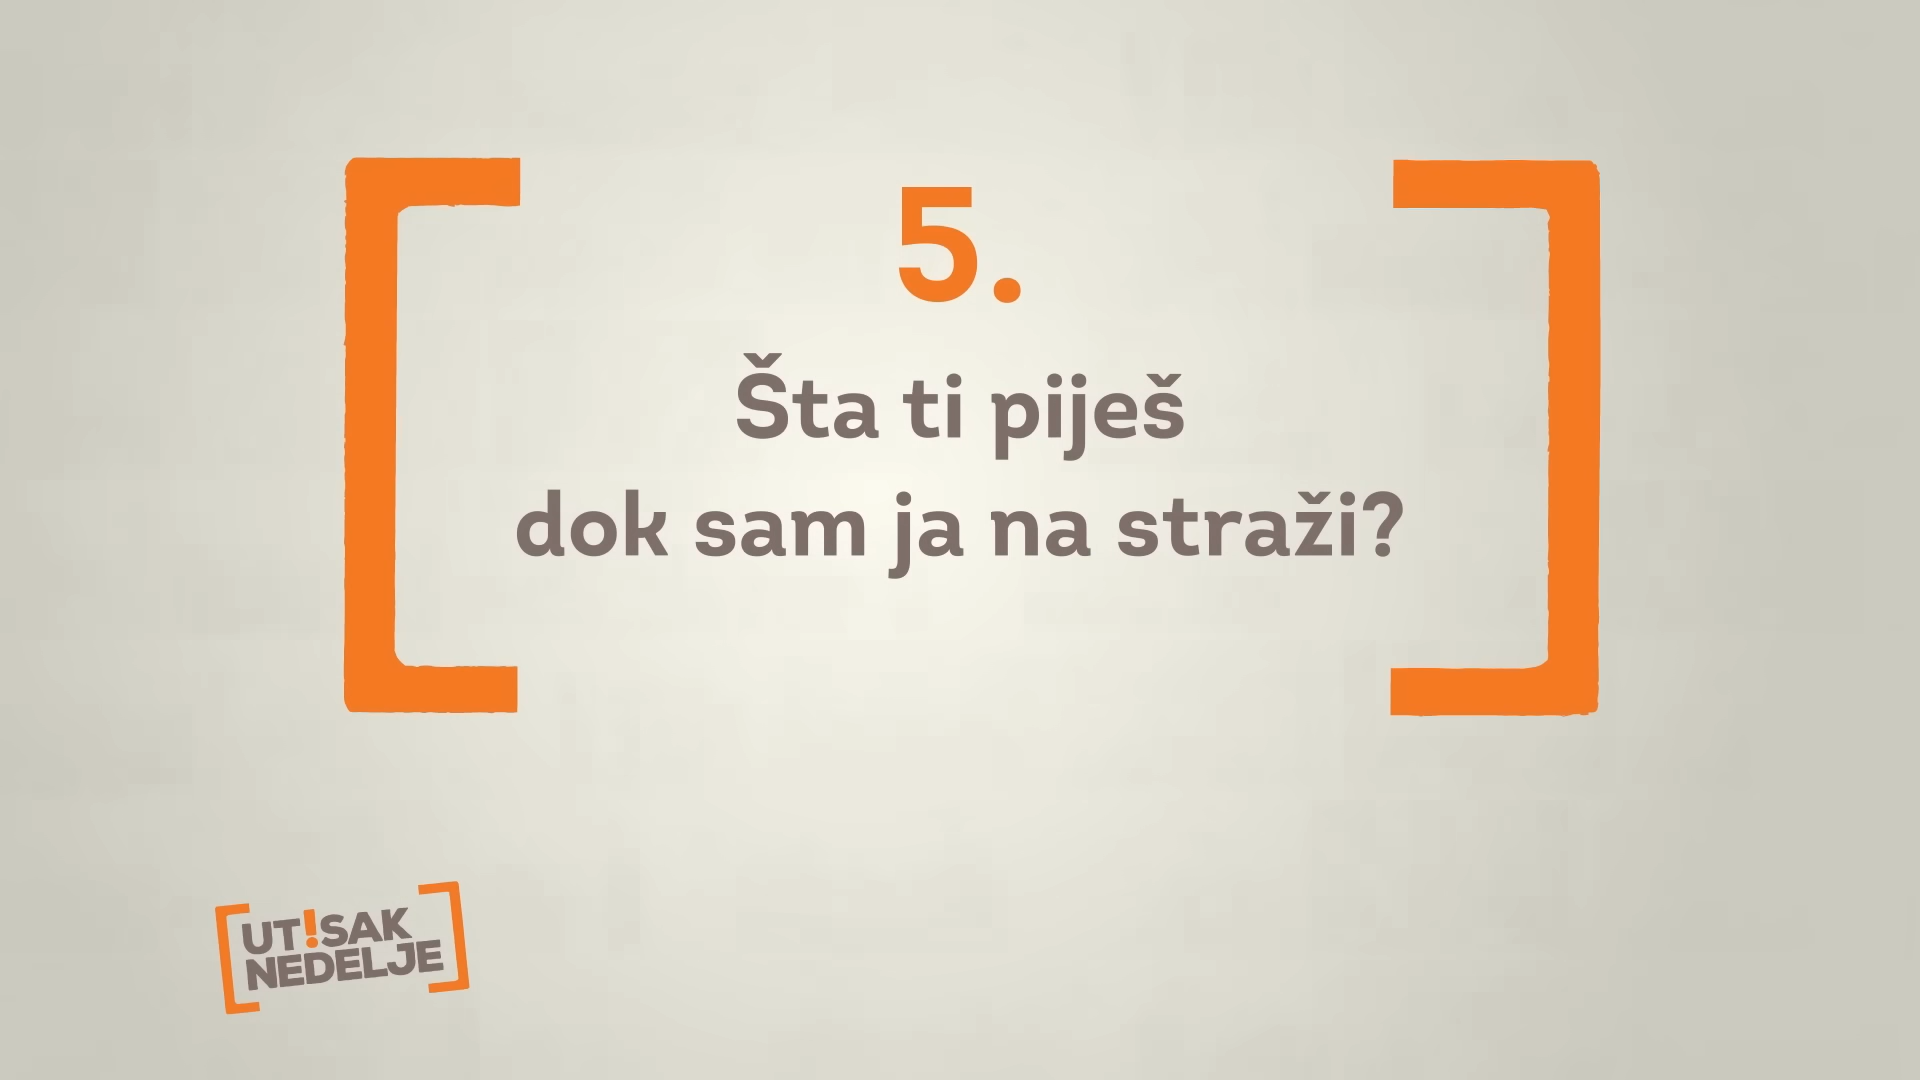 5.
Šta ti piješ
dok sam ja na straži?
UT!SAK
NEDELJE